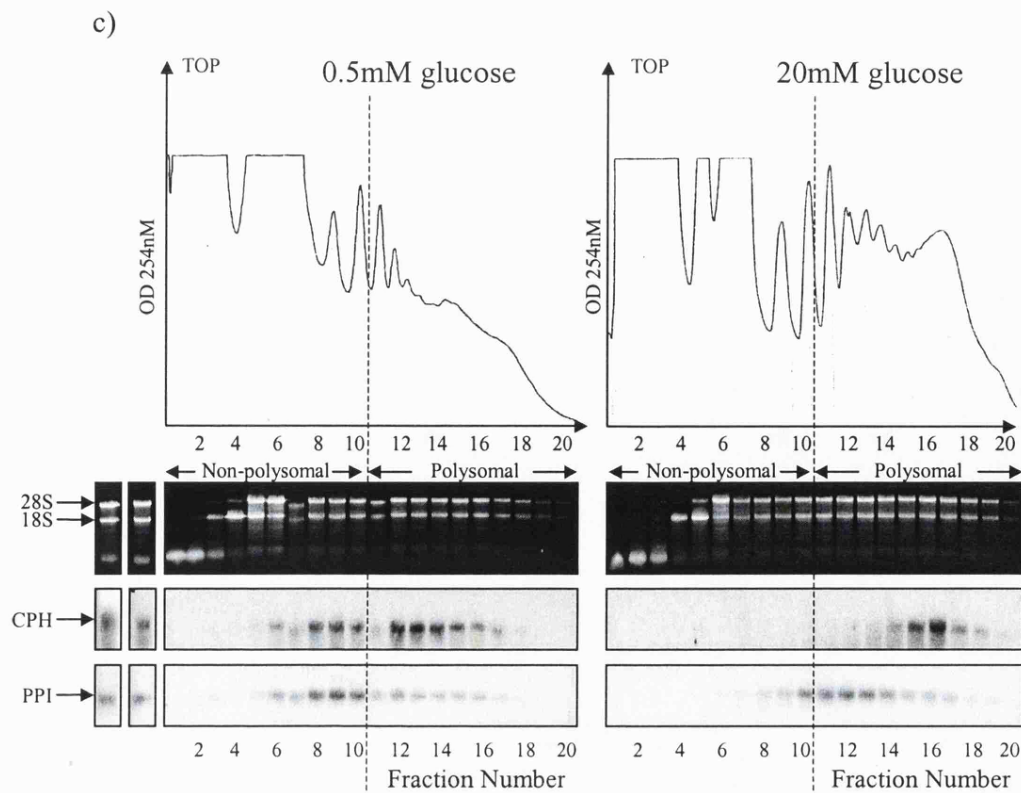 c)
TOP
0.5mM glucose
TOP
20mM glucose
OD 254nM
OD 254nM
2 4 6 8 10 12 14 16 18 20
2 4 6 8 10 12 14 16 18 20
Non-polysomal Polysomal
Non-polysomal Polysomal
28S
18S
CPH
PPI
2 4 6 8 10 12 14 16 18 20
2 4 6 8 10 12 14 16 18 20
Fraction Number
Fraction Number